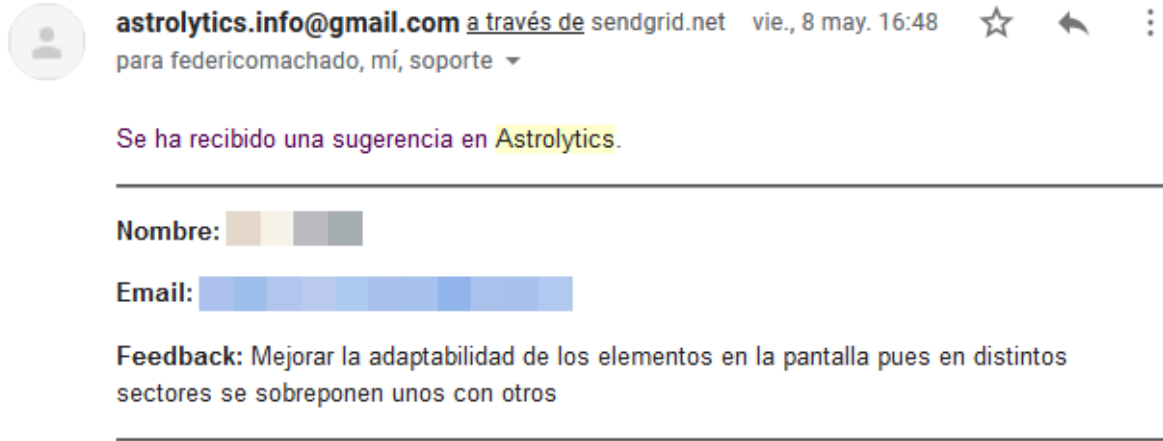 astrolytics.info@gmail.com a través de sendgrid.net vie., 8 may. 16:48
para federicomachado, mí, soporte
Se ha recibido una sugerencia en Astrolytics.
Nombre:
Email:
Feedback: Mejorar la adaptabilidad de los elementos en la pantalla pues en distintos
sectores se sobreponen unos con otros